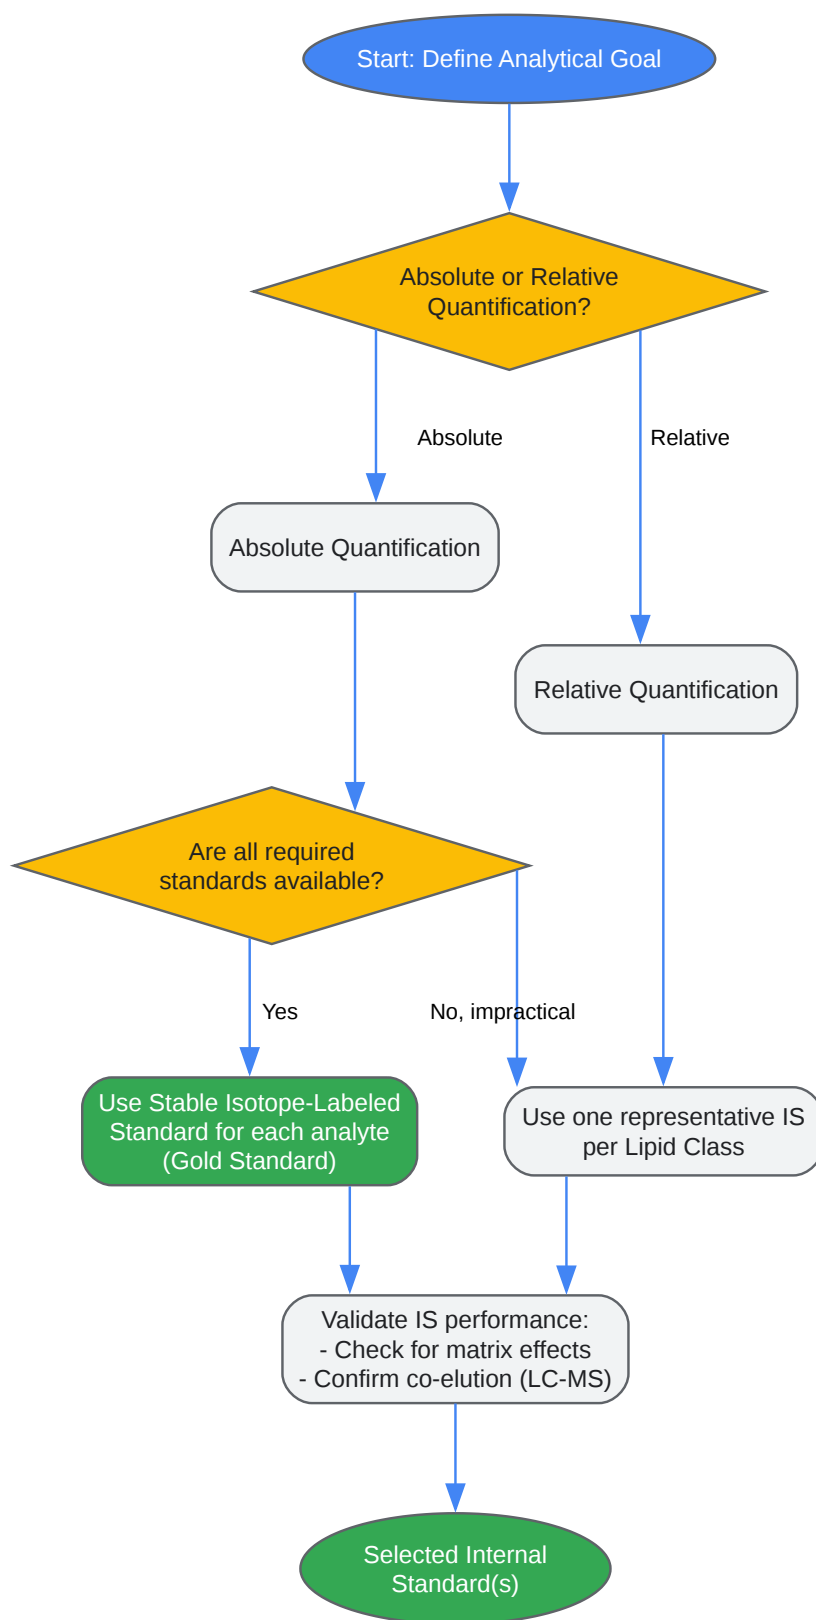 Start: Define Analytical Goal
Absolute or Relative
Quantification?
Absolute
Relative
Absolute Quantification
Relative Quantification
Are all required
standards available?
Yes
No, impractical
Use Stable Isotope-Labeled
Standard for each analyte
(Gold Standard)
Use one representative IS
per Lipid Class
Validate IS performance:
- Check for matrix effects
- Confirm co-elution (LC-MS)
Selected Internal
Standard(s)